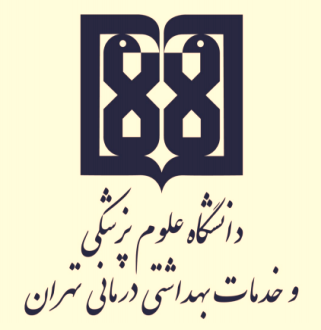 دانشگاه علوم پزشکی
و خدمات بهداشتی درمانی تهران